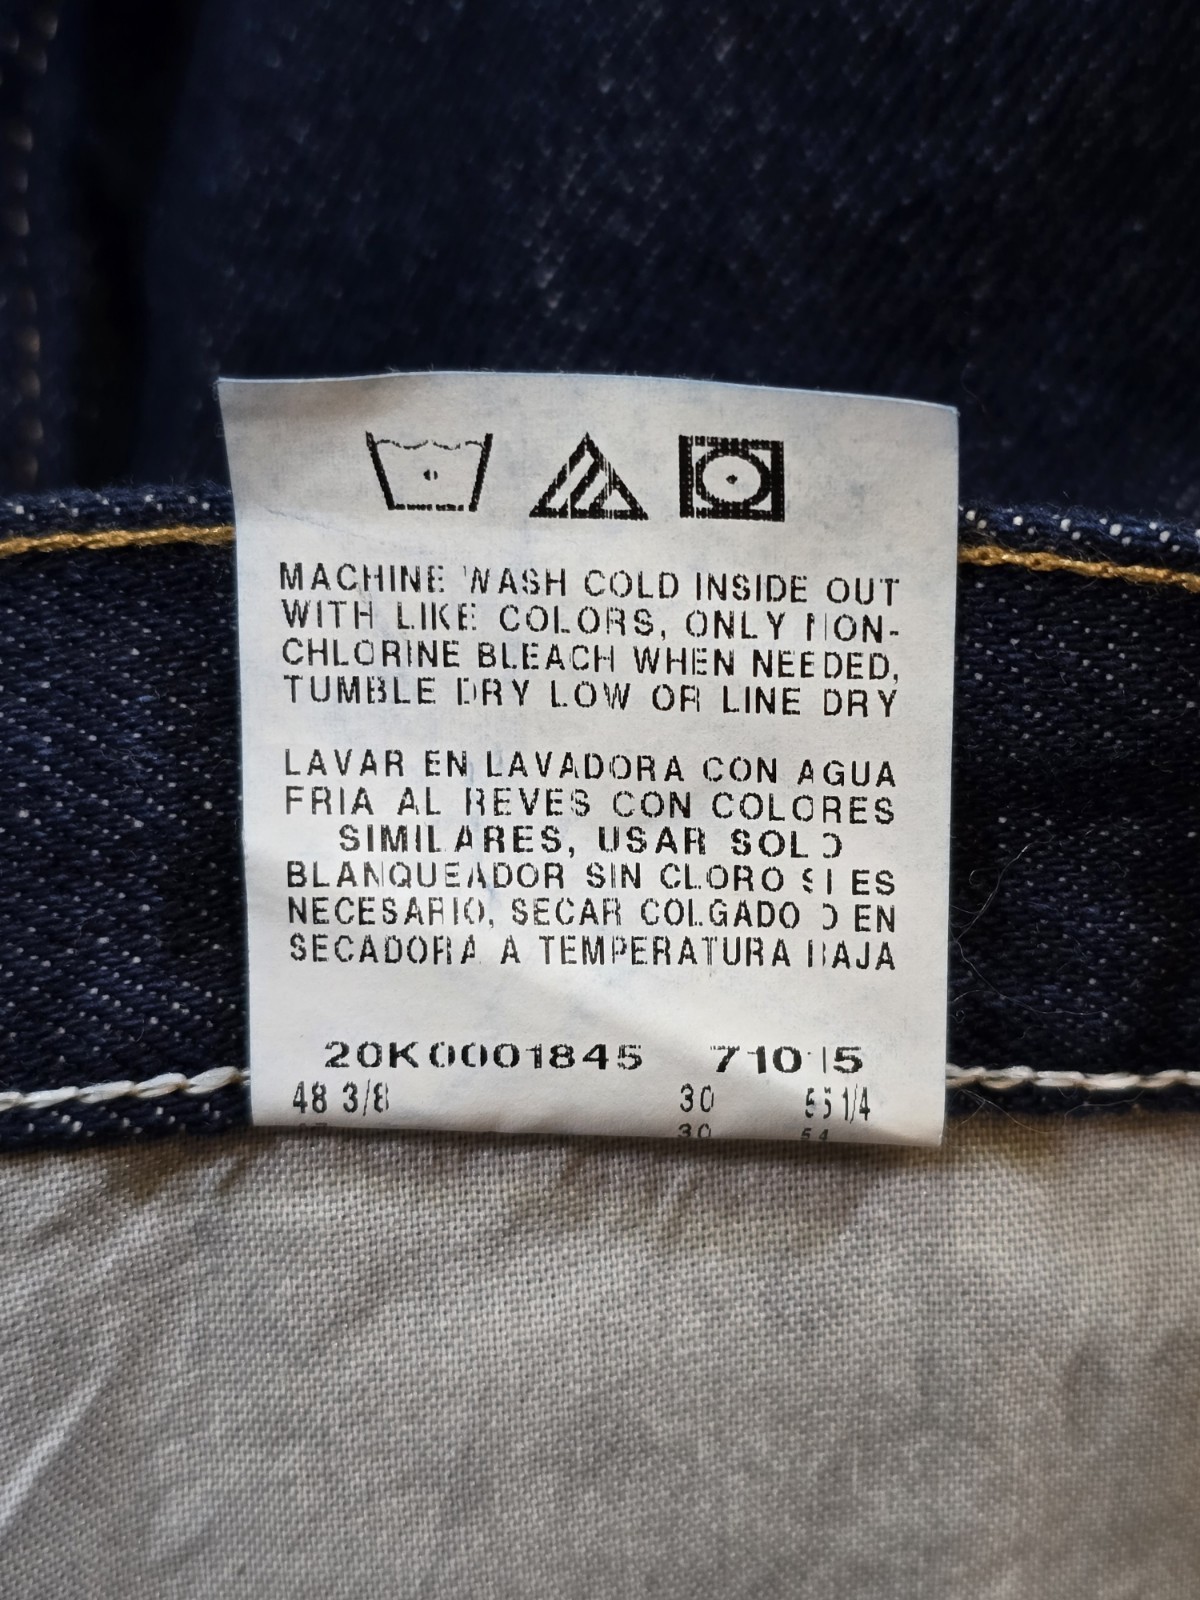 MACHINE WASH COLD INSIDE OUT
WITH LIKE COLORS, ONLY NON-
CHLORINE BLEACH WHEN NEEDED,
TUMBLE DRY LOW OR LINE DRY
LAVAR EN LAVADORA CON AGUA
FRIA AL REVES CON COLORES
SIMILARES, USAR SOLO
BLANQUEADOR SIN CLORO SI ES
NECESARIO, SECAR COLGADO O EN
SECADORA A TEMPERATURA BAJA
20K0001845 71015
48 3/8 30 55 1/4
30 54